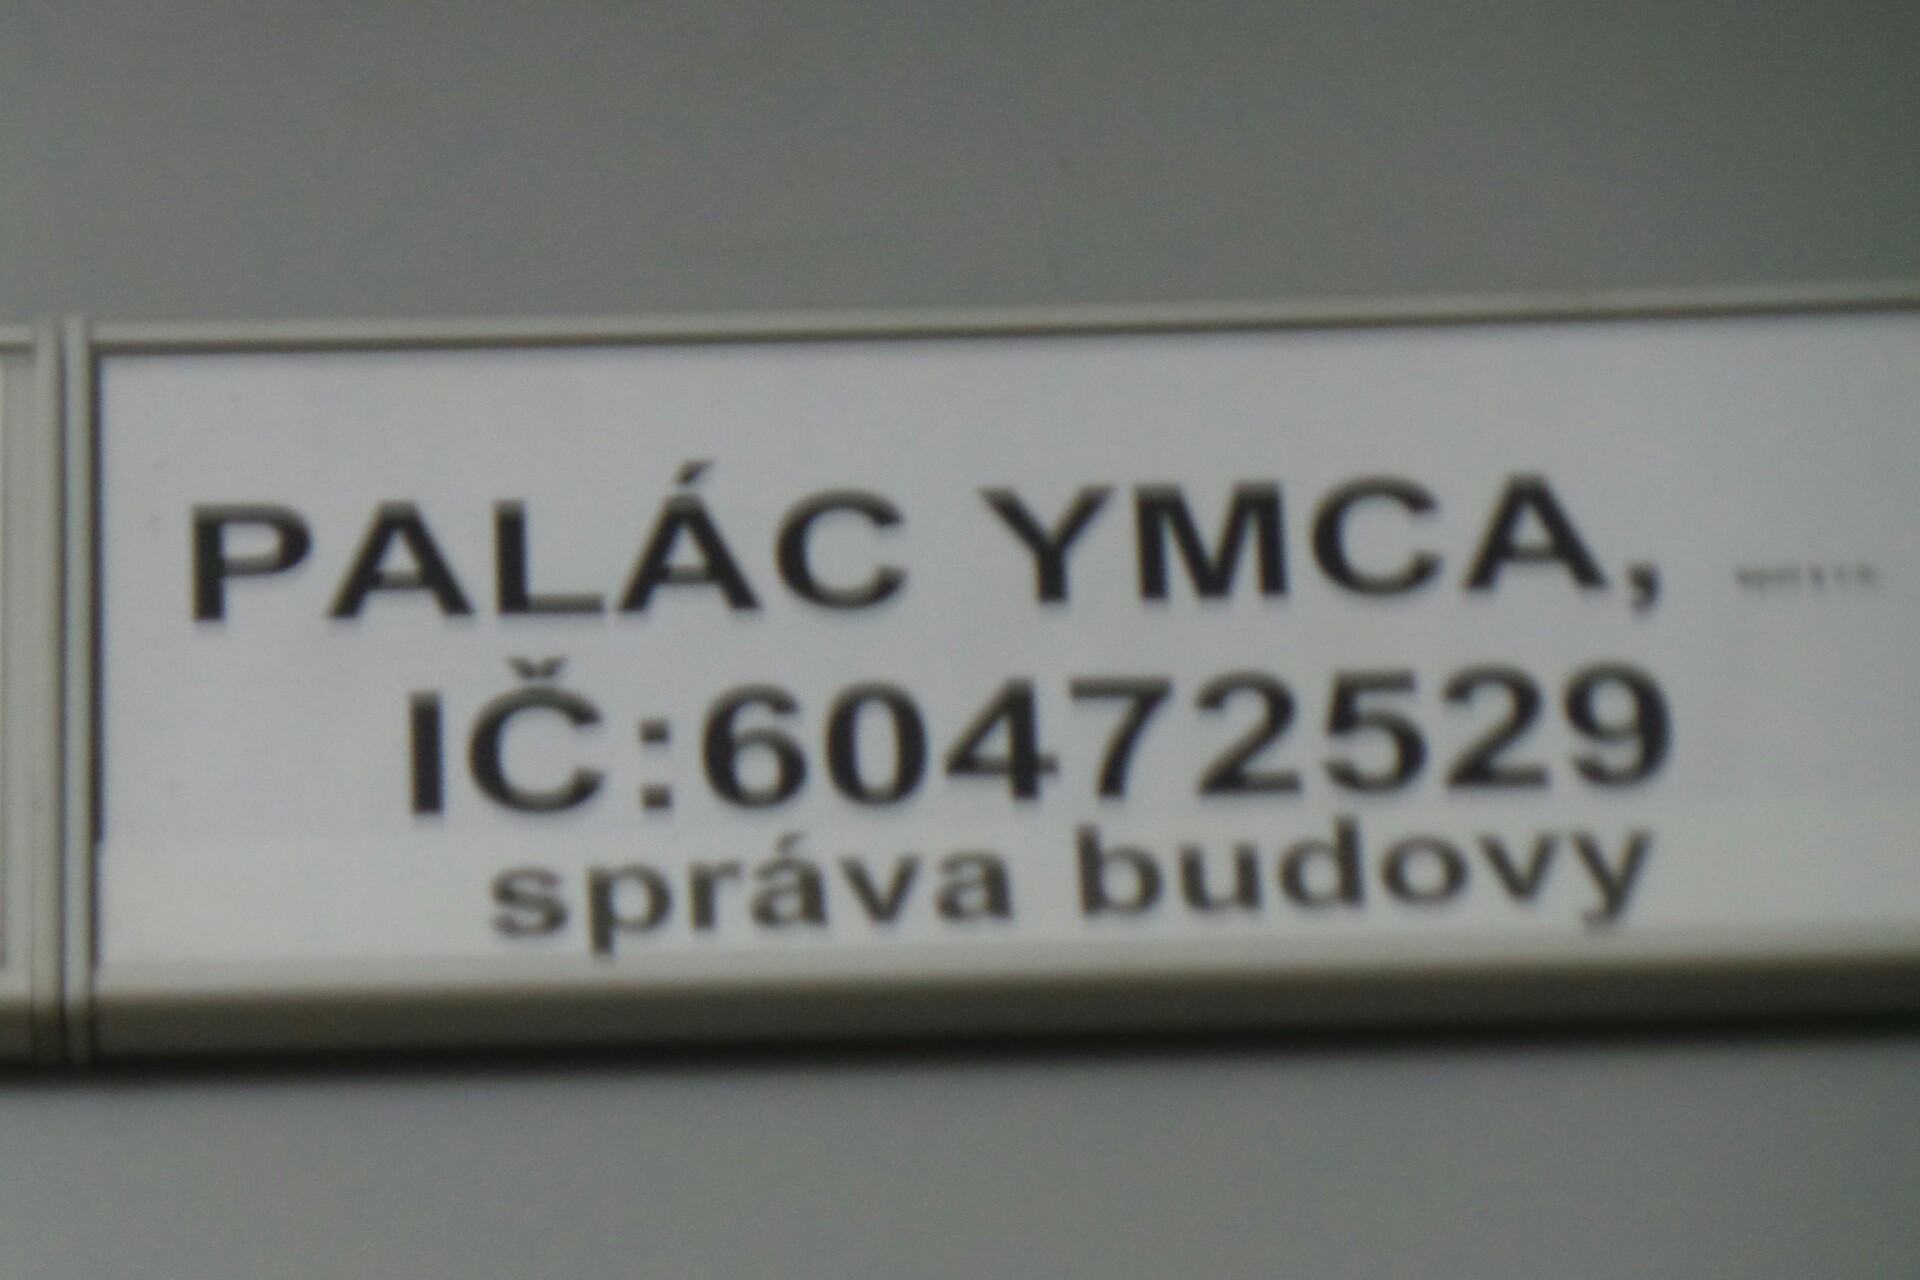 PALÁC YMCA,
IČ:60472529
správa budovy